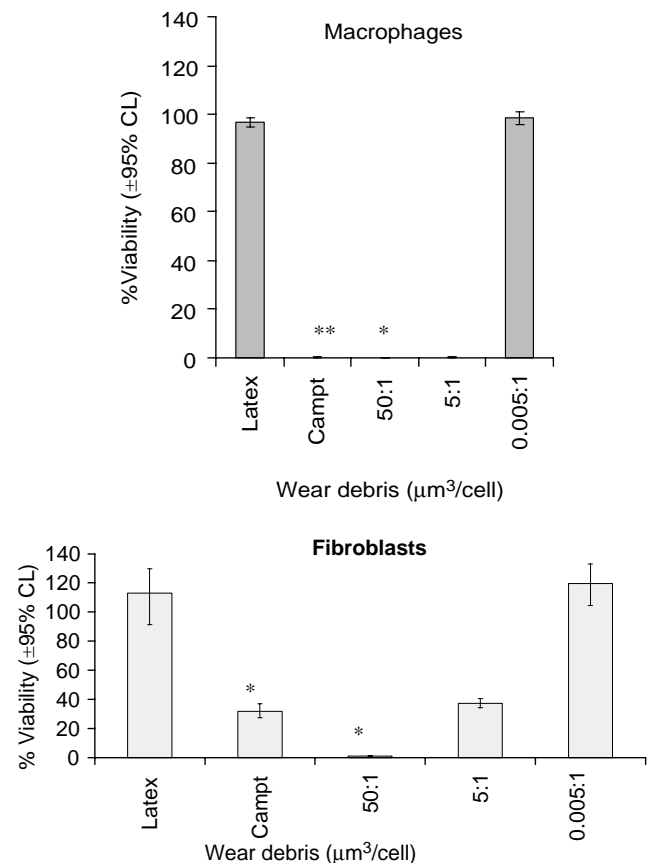 Macrophages
%Viability (±95% CL)
140
120
100
80
60
40
20
0
** *
Latex Campt 50:1 5:1 0.005:1
Wear debris (μm³/cell)
Fibroblasts
% Viability (±95% CL)
140
120
100
80
60
40
20
0
* *
Latex Campt 50:1 5:1 0.005:1
Wear debris (μm³/cell)